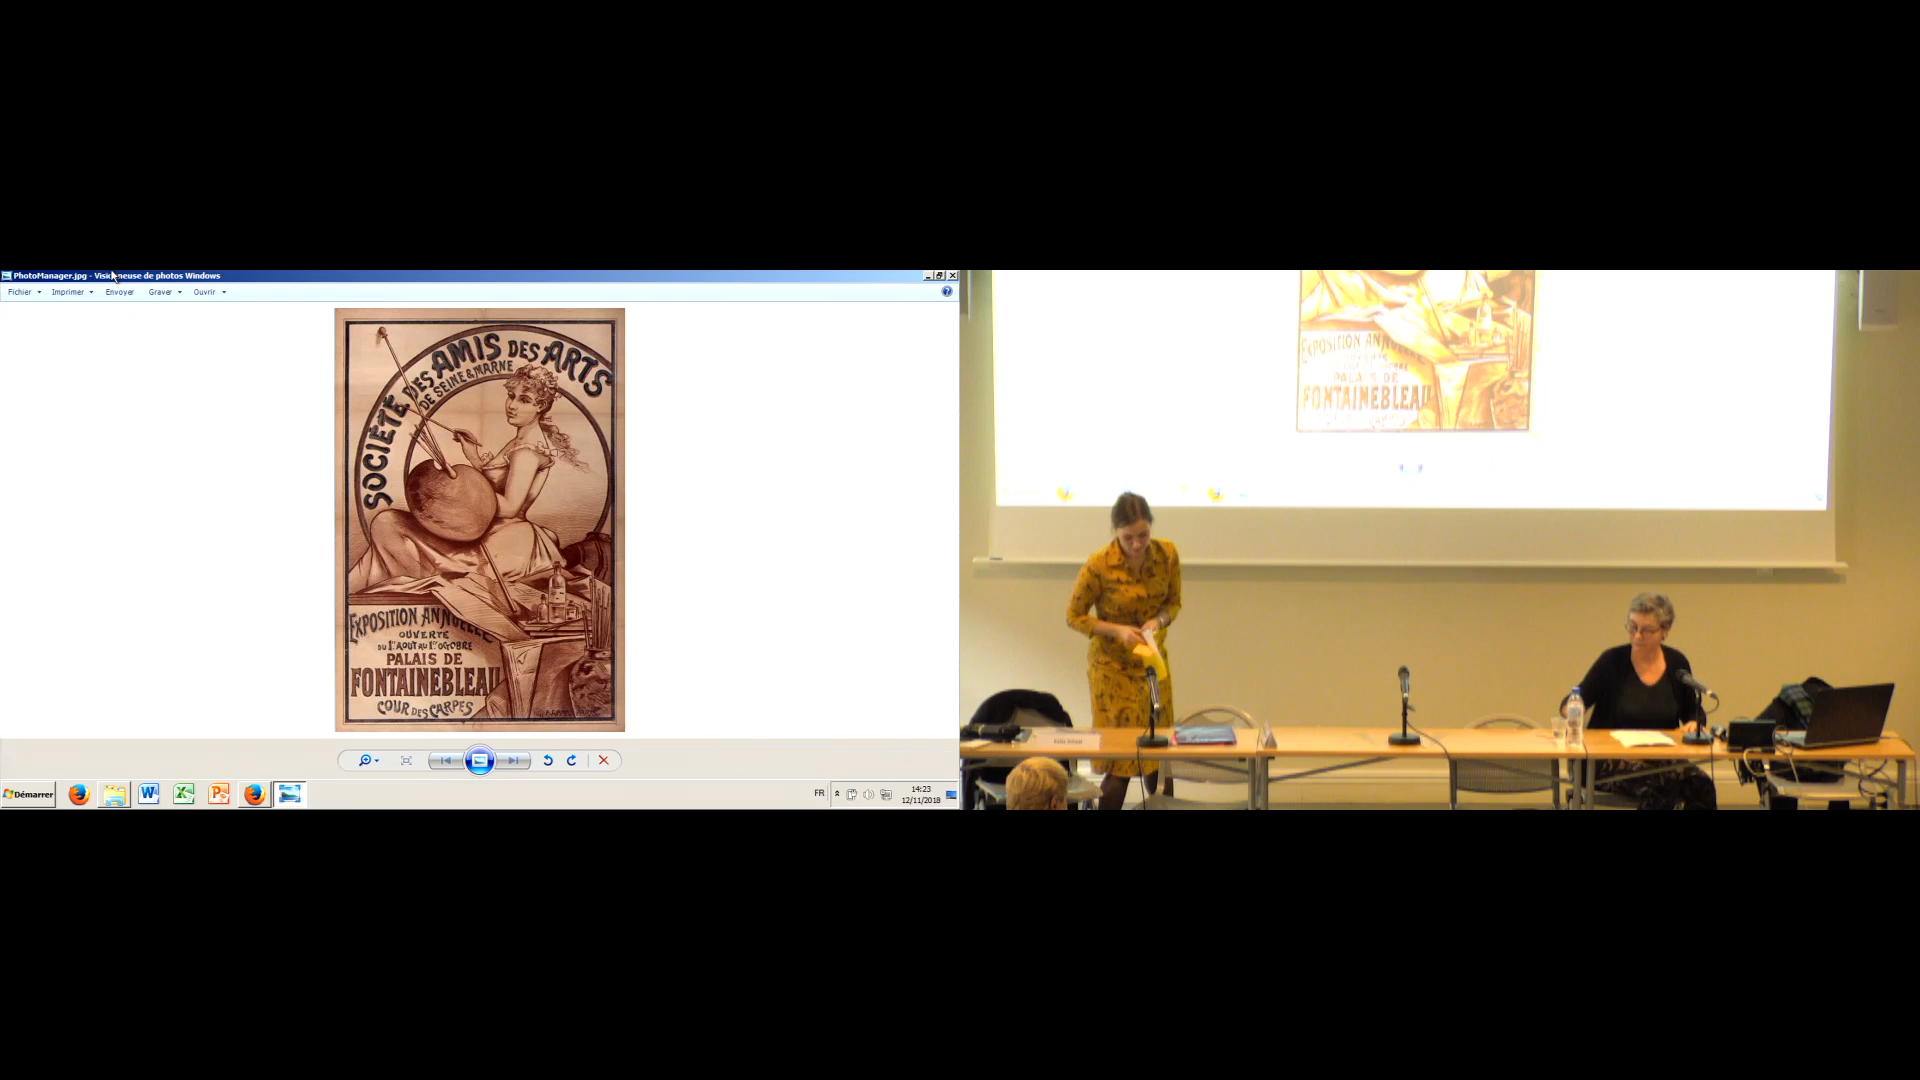 PhotoManager.jpg - Visionneuse de photos Windows
Fichier Imprimer Envoyer Graver Ouvrir
SOCIÉTÉ DES AMIS DES ARTS
DE SEINE & MARNE
EXPOSITION ANNUELLE
OUVERTE
DU 1ER AOUT AU 1ER OCTOBRE
PALAIS DE
FONTAINEBLEAU
COUR DES CARPES
Démarrer
FR
14:23
12/11/2018
EXPOSITION ANNUELLE
PALAIS DE
FONTAINEBLEAU